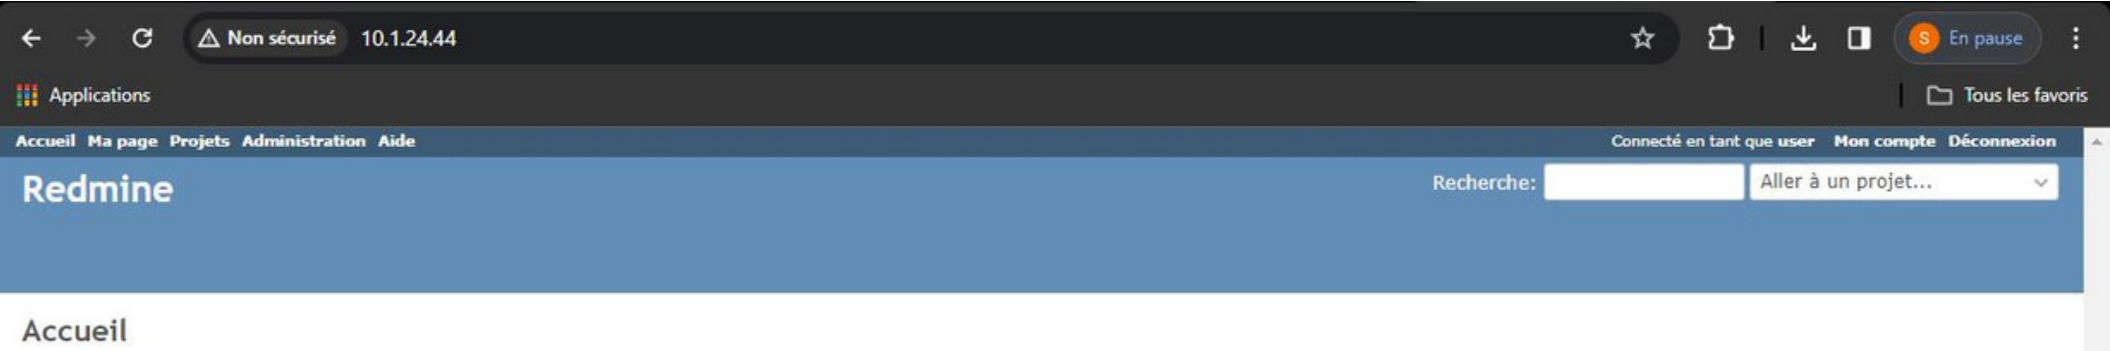 Non sécurisé 10.1.24.44 S En pause
Applications Tous les favoris
Accueil Ma page Projets Administration Aide Connecté en tant que user Mon compte Déconnexion
Redmine Recherche: Aller à un projet...
Accueil